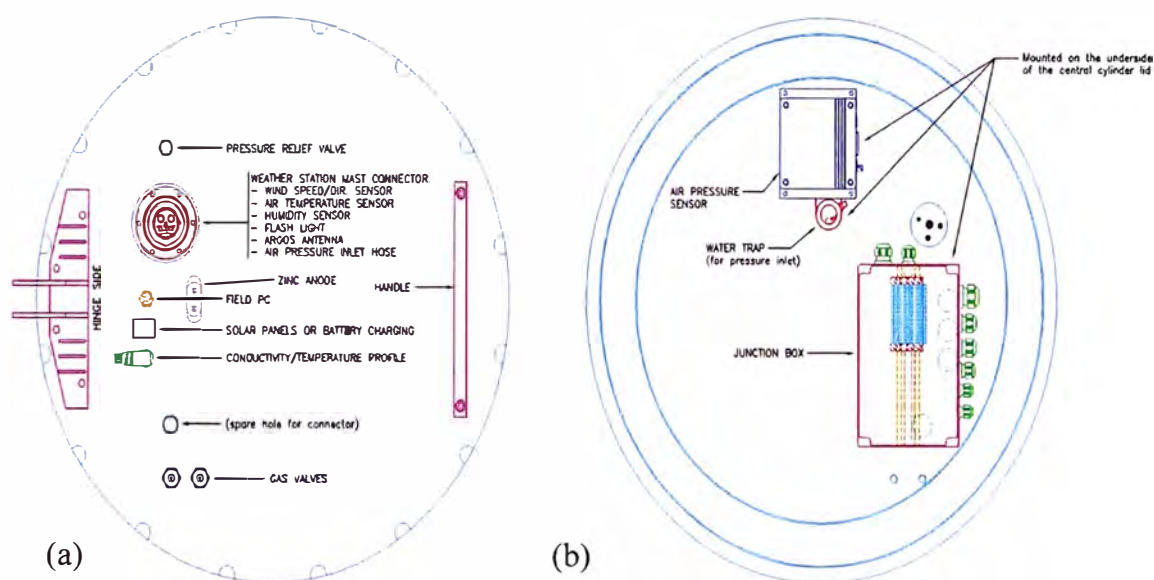 PRESSURE RELIEF VALVE
WEATHER STATION MAST CONNECTOR
- WIND SPEED/DIR. SENSOR
- AIR TEMPERATURE SENSOR
- HUMIDITY SENSOR
- FLASH LIGHT
- ARGOS ANTENNA
- AIR PRESSURE INLET HOSE
ZINC ANODE
HANDLE
HINGE SIDE
FIELD PC
SOLAR PANELS OR BATTERY CHARGING
CONDUCTIVITY/TEMPERATURE PROFILE
(spare hole for connector)
GAS VALVES
(a)
Mounted on the underside
of the central cylinder lid
AIR PRESSURE
SENSOR
WATER TRAP
(for pressure inlet)
JUNCTION BOX
(b)